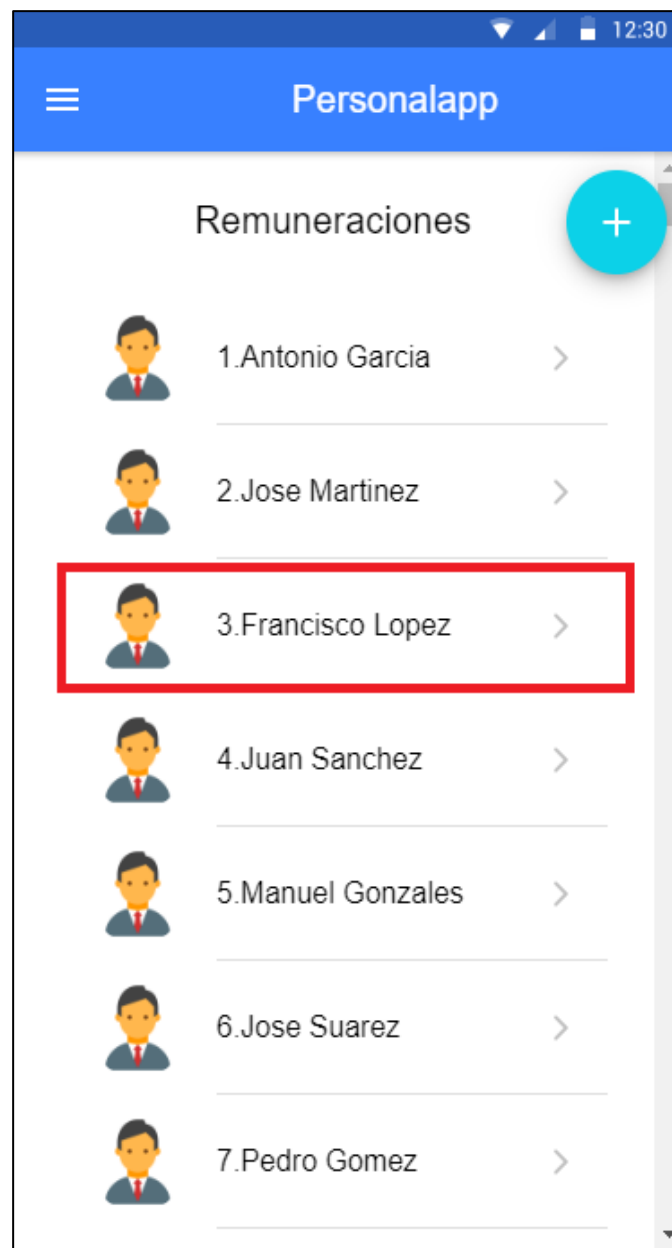 12:30
Personalapp
Remuneraciones
1.Antonio Garcia
2.Jose Martinez
3.Francisco Lopez
4.Juan Sanchez
5.Manuel Gonzales
6.Jose Suarez
7.Pedro Gomez